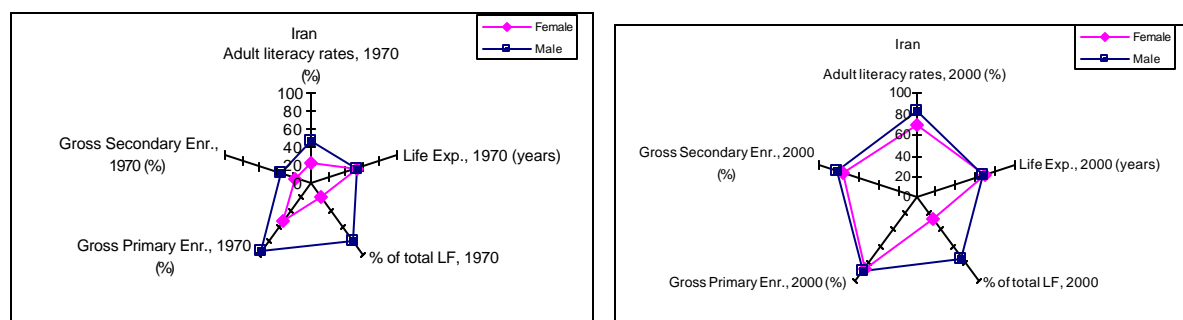 Iran
Adult literacy rates, 1970
(%)
Female
Male
100
80
60
40
20
0
Gross Secondary Enr.,
1970 (%)
Life Exp., 1970 (years)
Gross Primary Enr., 1970
(%)
% of total LF, 1970
Iran
Adult literacy rates, 2000 (%)
Female
Male
100
80
60
40
20
0
Gross Secondary Enr., 2000
(%)
Life Exp., 2000 (years)
Gross Primary Enr., 2000 (%)
% of total LF, 2000